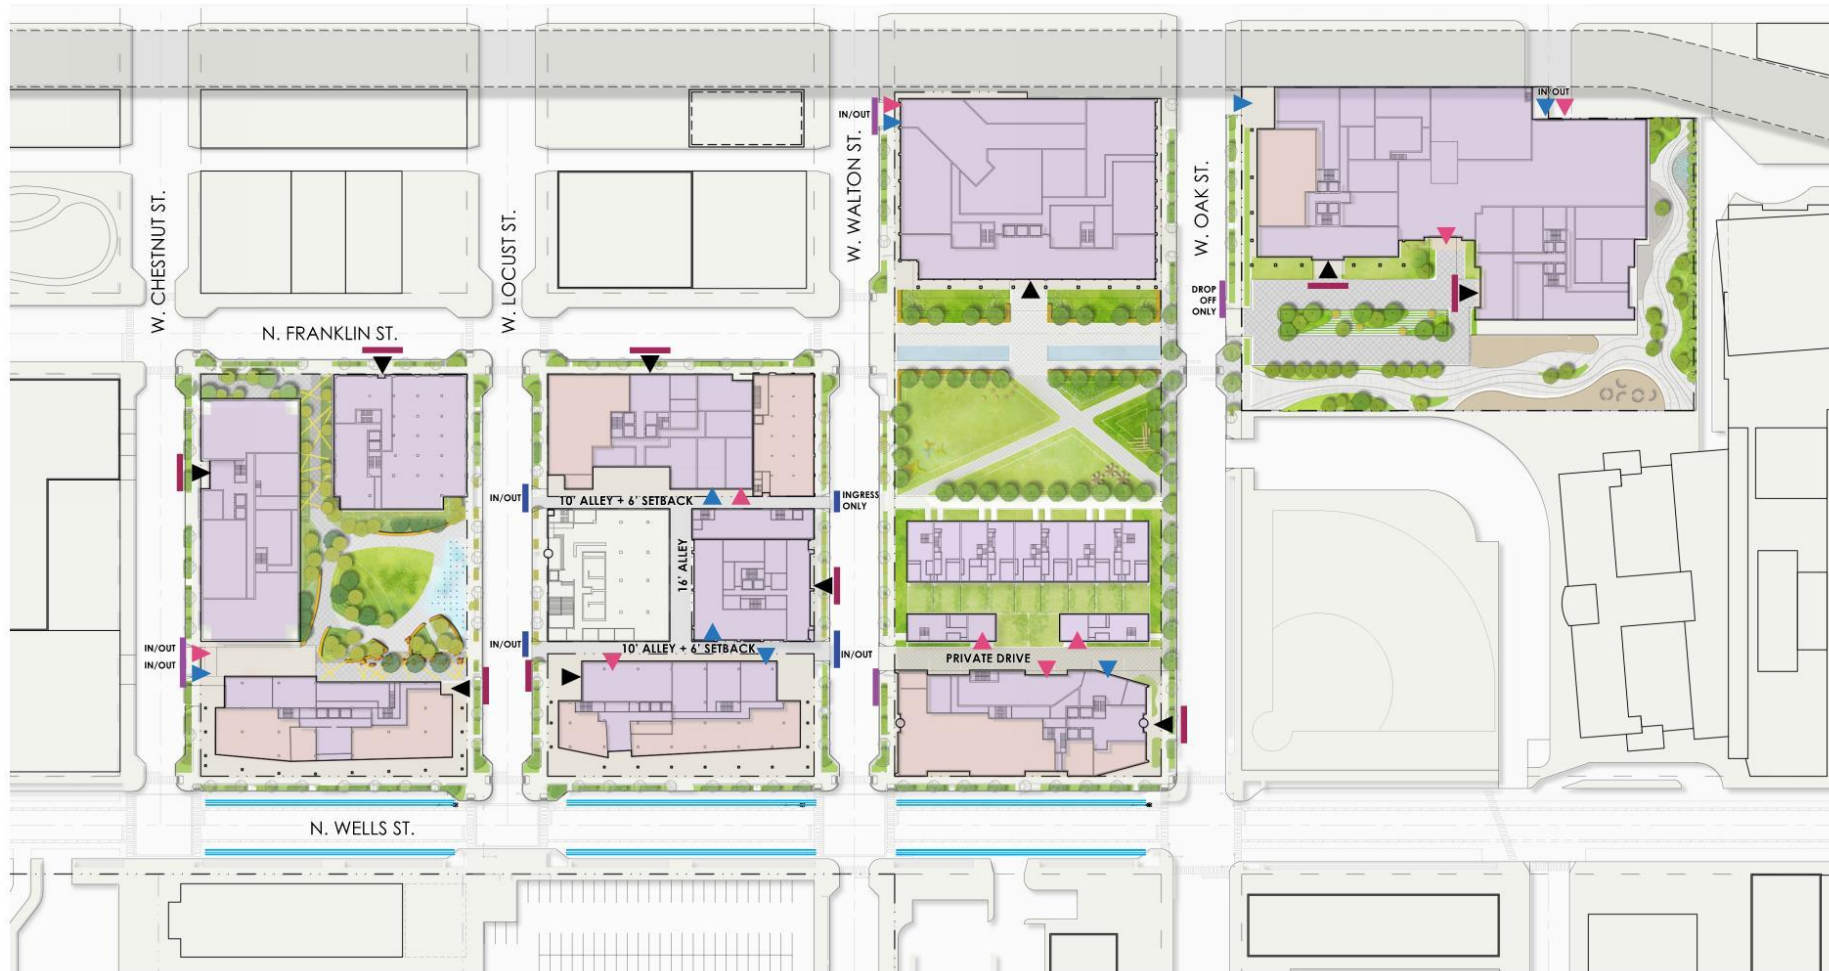 IN/OUT
IN/OUT
W. CHESTNUT ST.
W. LOCUST ST.
W. WALTON ST.
W. OAK ST.
DROP
OFF
ONLY
N. FRANKLIN ST.
IN/OUT
10' ALLEY + 6' SETBACK
INGRESS
ONLY
16' ALLEY
IN/OUT
IN/OUT
IN/OUT
10' ALLEY + 6' SETBACK
IN/OUT
PRIVATE DRIVE
N. WELLS ST.